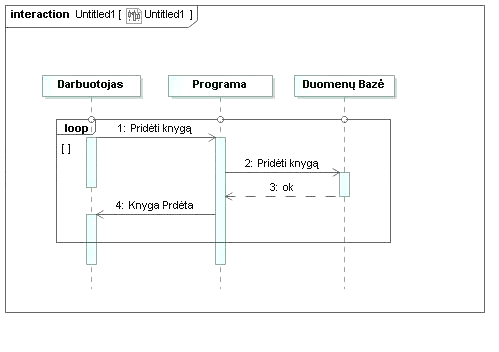 interaction Untitled1 [ Untitled1 ]
Darbuotojas Programa Duomenų Bazė
loop
1: Pridėti knygą
[ ]
2: Pridėti knygą
3: ok
4: Knyga Prdėta